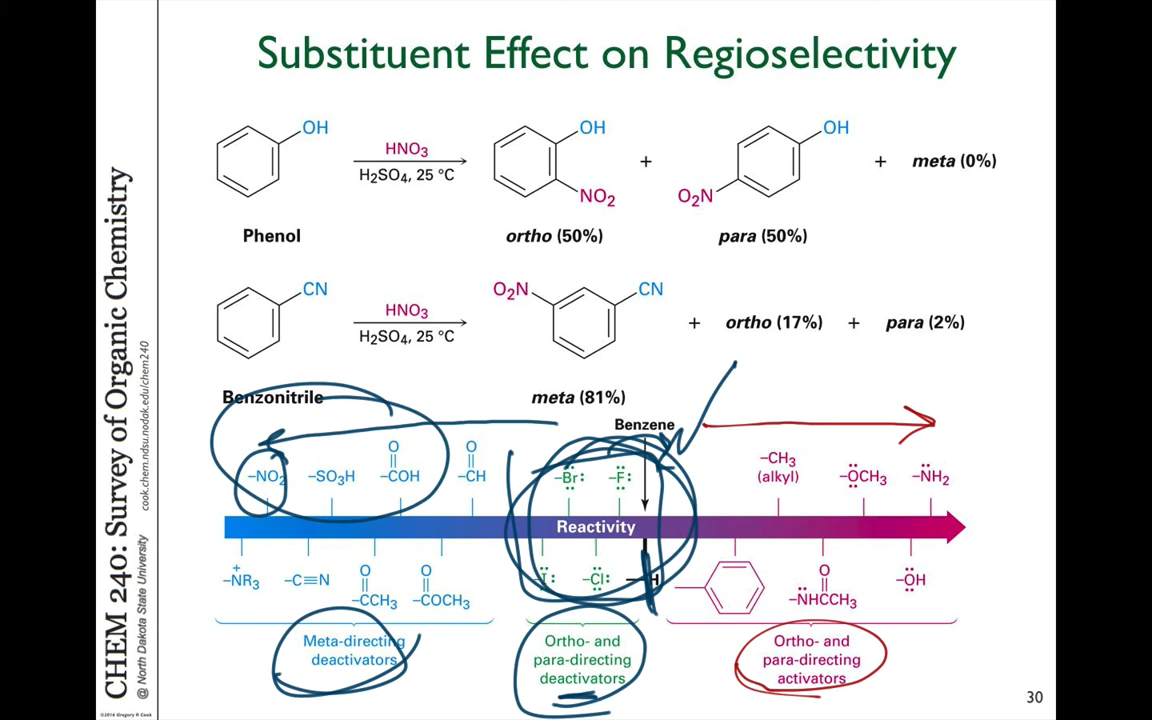 Substituent Effect on Regioselectivity
CHEM 240: Survey of Organic Chemistry
@ North Dakota State University cook.chem.ndsu.nodak.edu/chem240
©2016 Gregory R Cook
OH
HNO₃
H₂SO₄, 25 °C
OH
NO₂
+
OH
O₂N
+ meta (0%)
Phenol
ortho (50%)
para (50%)
CN
HNO₃
H₂SO₄, 25 °C
O₂N
CN
+ ortho (17%) + para (2%)
Benzonitrile
meta (81%)
Benzene
–NO₂
–SO₃H
O
–COH
O
–CH
–Br:
–F:
–CH₃
(alkyl)
–OCH₃
–NH₂
Reactivity
+
–NR₃
–C≡N
O
–CCH₃
O
–COCH₃
–I:
–Cl:
–H
O
–NHCCH₃
–OH
Meta-directing
deactivators
Ortho- and
para-directing
deactivators
Ortho- and
para-directing
activators
30